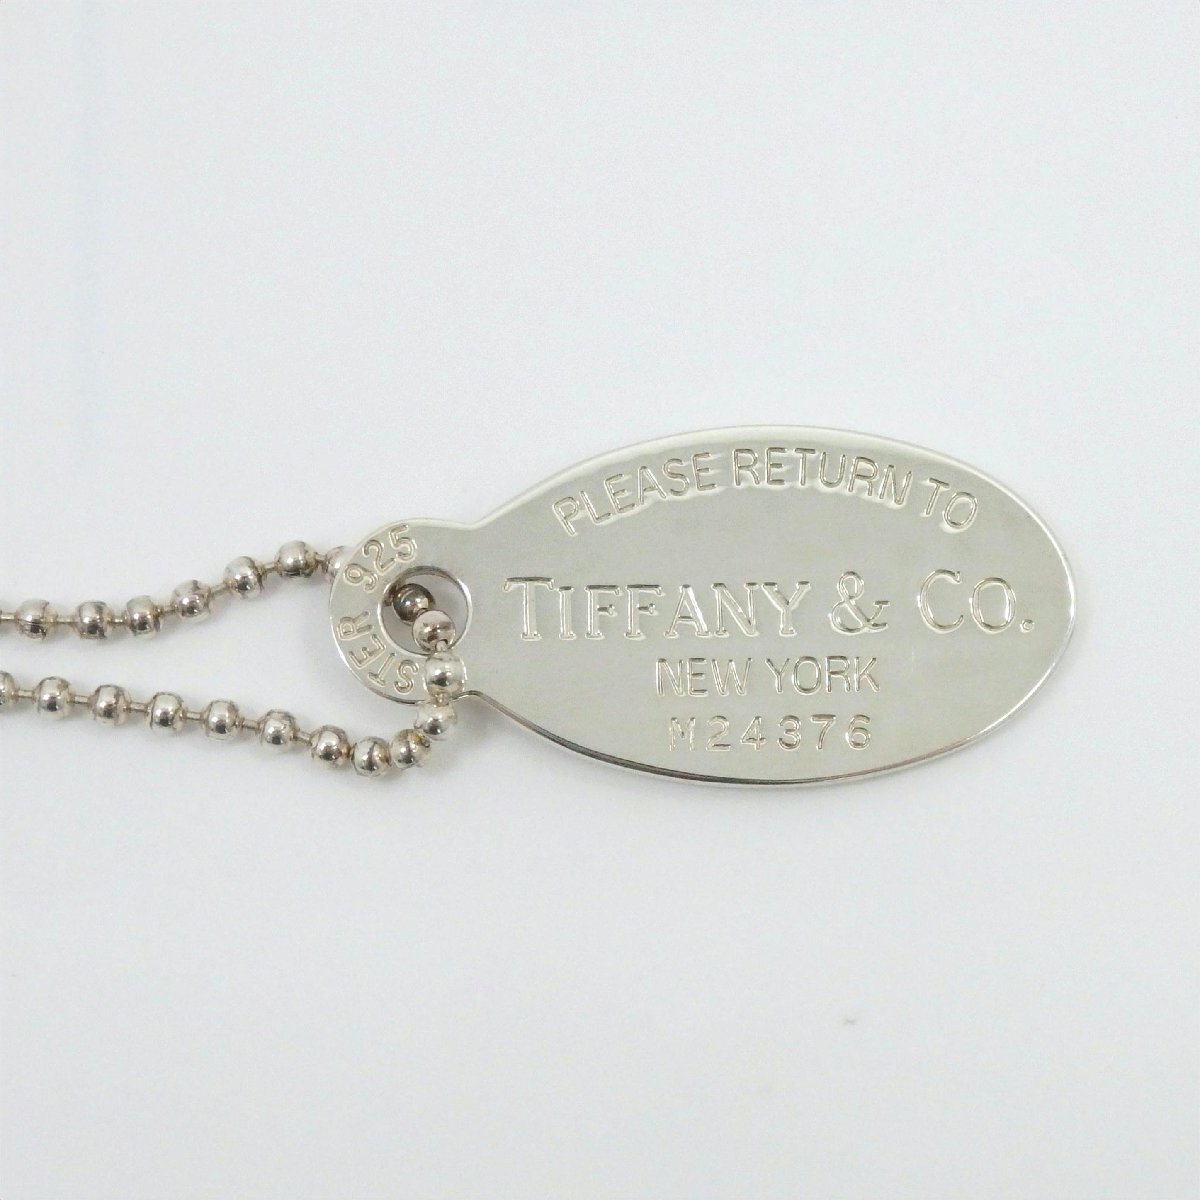 PLEASE RETURN TO
TIFFANY & CO.
NEW YORK
M24376
STER 925